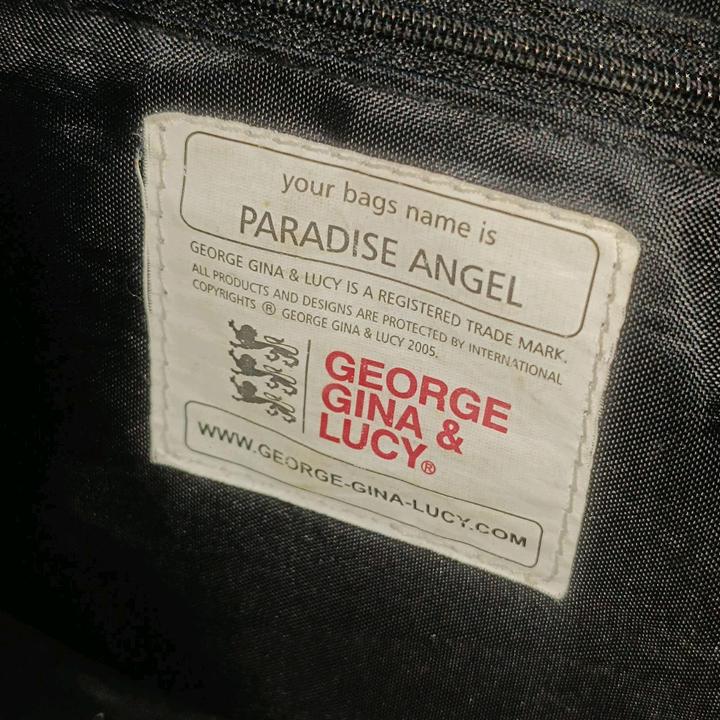 your bags name is
PARADISE ANGEL
GEORGE GINA & LUCY IS A REGISTERED TRADE MARK.
ALL PRODUCTS AND DESIGNS ARE PROTECTED BY INTERNATIONAL
COPYRIGHTS ® GEORGE GINA & LUCY 2005.
GEORGE
GINA &
LUCY®
WWW.GEORGE-GINA-LUCY.COM